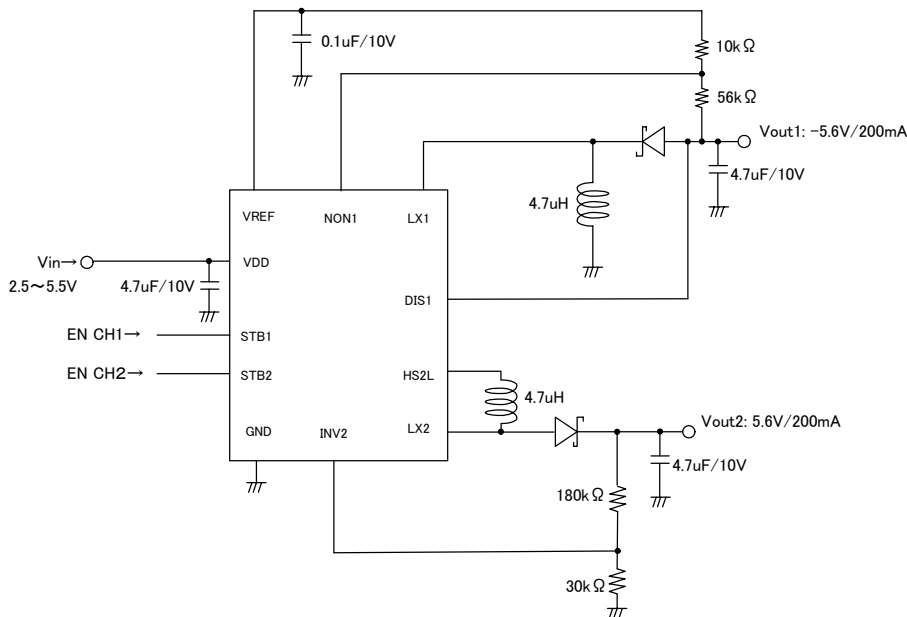 0.1uF/10V
10kΩ
56kΩ
Vout1: −5.6V/200mA
4.7uF/10V
4.7uH
VREF
NON1
LX1
Vin→
VDD
2.5～5.5V
4.7uF/10V
DIS1
EN CH1→
STB1
EN CH2→
STB2
HS2L
4.7uH
GND
INV2
LX2
Vout2: 5.6V/200mA
4.7uF/10V
180kΩ
30kΩ